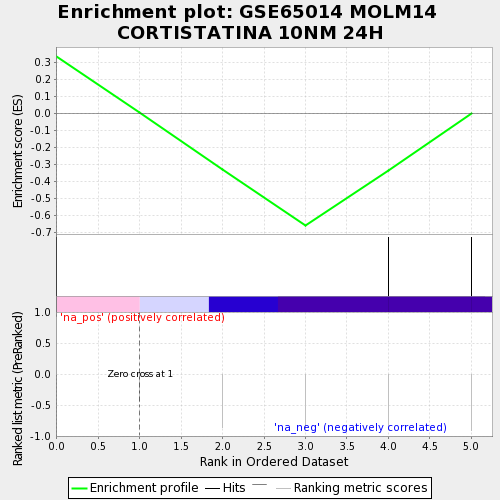 Enrichment plot: GSE65014 MOLM14
CORTISTATINA 10NM 24H
Enrichment score (ES)
0.3
0.2
0.1
0.0
-0.1
-0.2
-0.3
-0.4
-0.5
-0.6
-0.7
Ranked list metric (PreRanked)
1.0
0.5
0.0
-0.5
-1.0
'na_pos' (positively correlated)
Zero cross at 1
'na_neg' (negatively correlated)
0.0 0.5 1.0 1.5 2.0 2.5 3.0 3.5 4.0 4.5 5.0
Rank in Ordered Dataset
Enrichment profile Hits Ranking metric scores